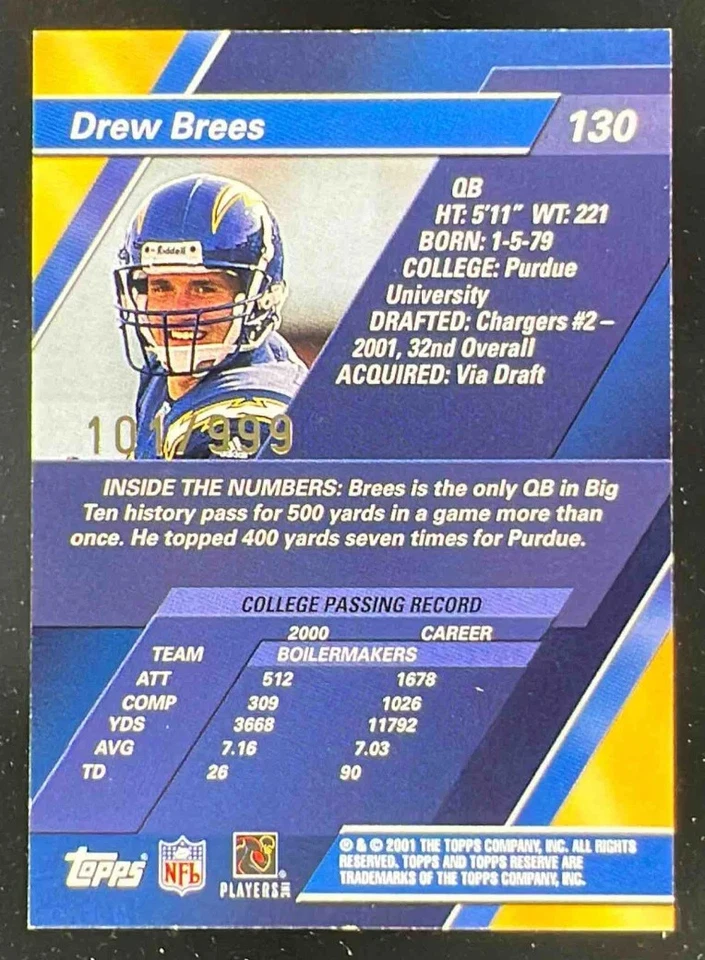 Drew Brees 130
Riddell
QB
HT: 5'11" WT: 221
BORN: 1-5-79
COLLEGE: Purdue
University
DRAFTED: Chargers #2 –
2001, 32nd Overall
ACQUIRED: Via Draft
101/999
adidas
INSIDE THE NUMBERS: Brees is the only QB in Big
Ten history pass for 500 yards in a game more than
once. He topped 400 yards seven times for Purdue.
COLLEGE PASSING RECORD
2000 CAREER
TEAM BOILERMAKERS
ATT 512 1678
COMP 309 1026
YDS 3668 11792
AVG 7.16 7.03
TD 26 90
Topps NFL PLAYERS INC
® & © 2001 THE TOPPS COMPANY, INC. ALL RIGHTS
RESERVED. TOPPS AND TOPPS RESERVE ARE
TRADEMARKS OF THE TOPPS COMPANY, INC.